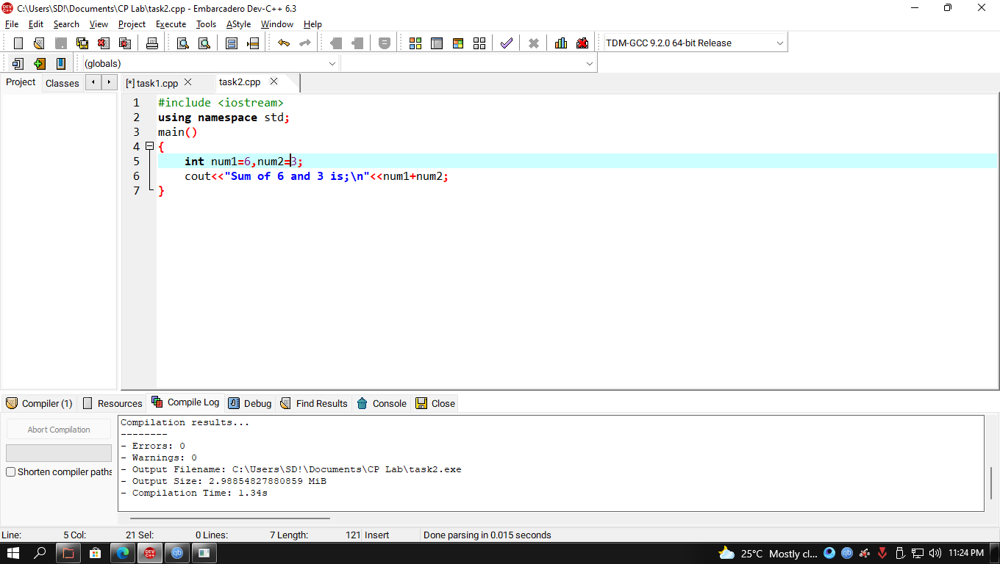 C:\Users\SD!\Documents\CP Lab\task2.cpp - Embarcadero Dev-C++ 6.3
File Edit Search View Project Execute Tools AStyle Window Help
TDM-GCC 9.2.0 64-bit Release
(globals)
Project Classes [*] task1.cpp task2.cpp
1 #include <iostream>
2 using namespace std;
3 main()
4 {
5 int num1=6,num2=3;
6 cout<<"Sum of 6 and 3 is;\n"<<num1+num2;
7 }
Compiler (1) Resources Compile Log Debug Find Results Console Close
Abort Compilation
Shorten compiler paths
Compilation results...
--------
- Errors: 0
- Warnings: 0
- Output Filename: C:\Users\SD!\Documents\CP Lab\task2.exe
- Output Size: 2.98854827880859 MiB
- Compilation Time: 1.34s
Line: 5 Col: 21 Sel: 0 Lines: 7 Length: 121 Insert Done parsing in 0.015 seconds
DEV C++ qb 25°C Mostly cl... qb 11:24 PM